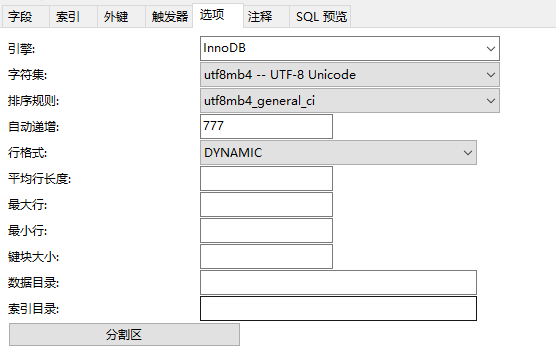 字段 索引 外键 触发器 选项 注释 SQL 预览
引擎: InnoDB
字符集: utf8mb4 -- UTF-8 Unicode
排序规则: utf8mb4_general_ci
自动递增: 777
行格式: DYNAMIC
平均行长度:
最大行:
最小行:
键块大小:
数据目录:
索引目录:
分割区